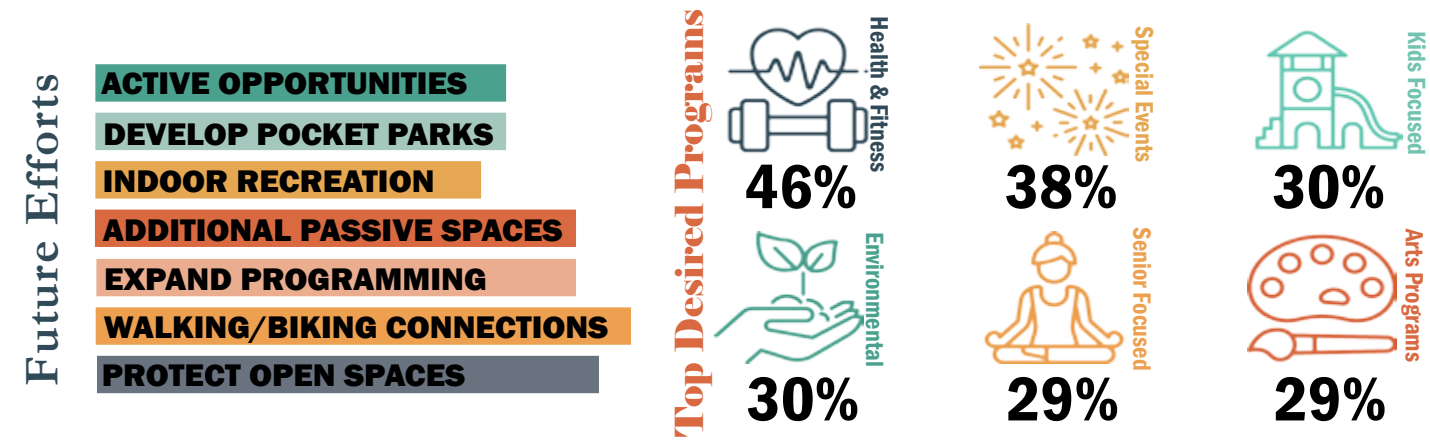 Future Efforts
ACTIVE OPPORTUNITIES
DEVELOP POCKET PARKS
INDOOR RECREATION
ADDITIONAL PASSIVE SPACES
EXPAND PROGRAMMING
WALKING/BIKING CONNECTIONS
PROTECT OPEN SPACES
Top Desired Programs
Health & Fitness
46%
Special Events
38%
Kids Focused
30%
Environmental
30%
Senior Focused
29%
Arts Programs
29%